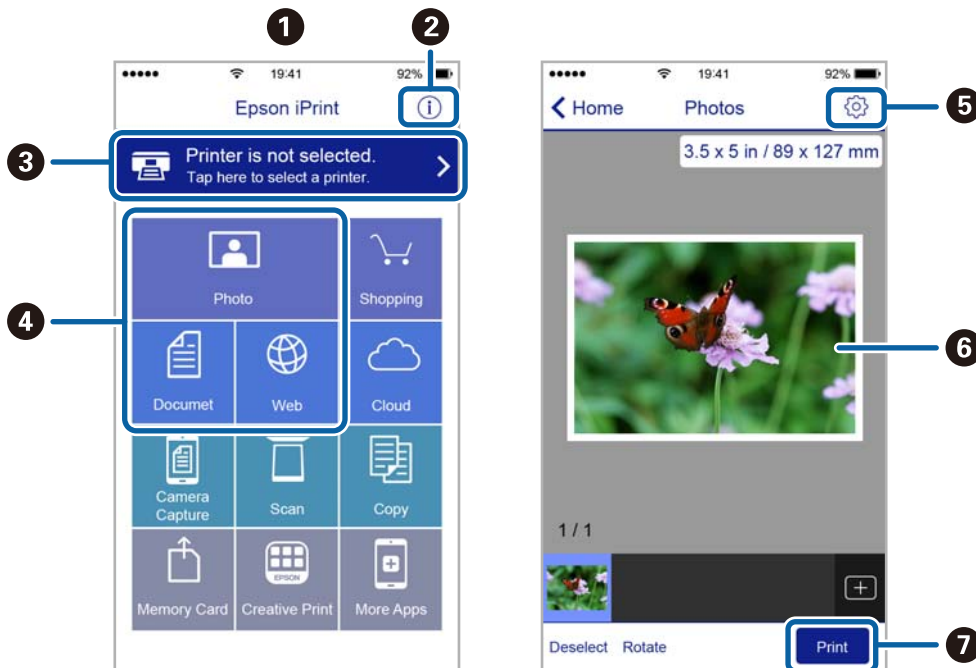 1
2
19:41
92%
Epson iPrint
3
Printer is not selected.
Tap here to select a printer.
4
Photo
Shopping
Documet
Web
Cloud
Camera
Capture
Scan
Copy
EPSON
Memory Card
Creative Print
More Apps
19:41
92%
Home
Photos
5
3.5 x 5 in / 89 x 127 mm
6
1 / 1
Deselect Rotate
Print
7